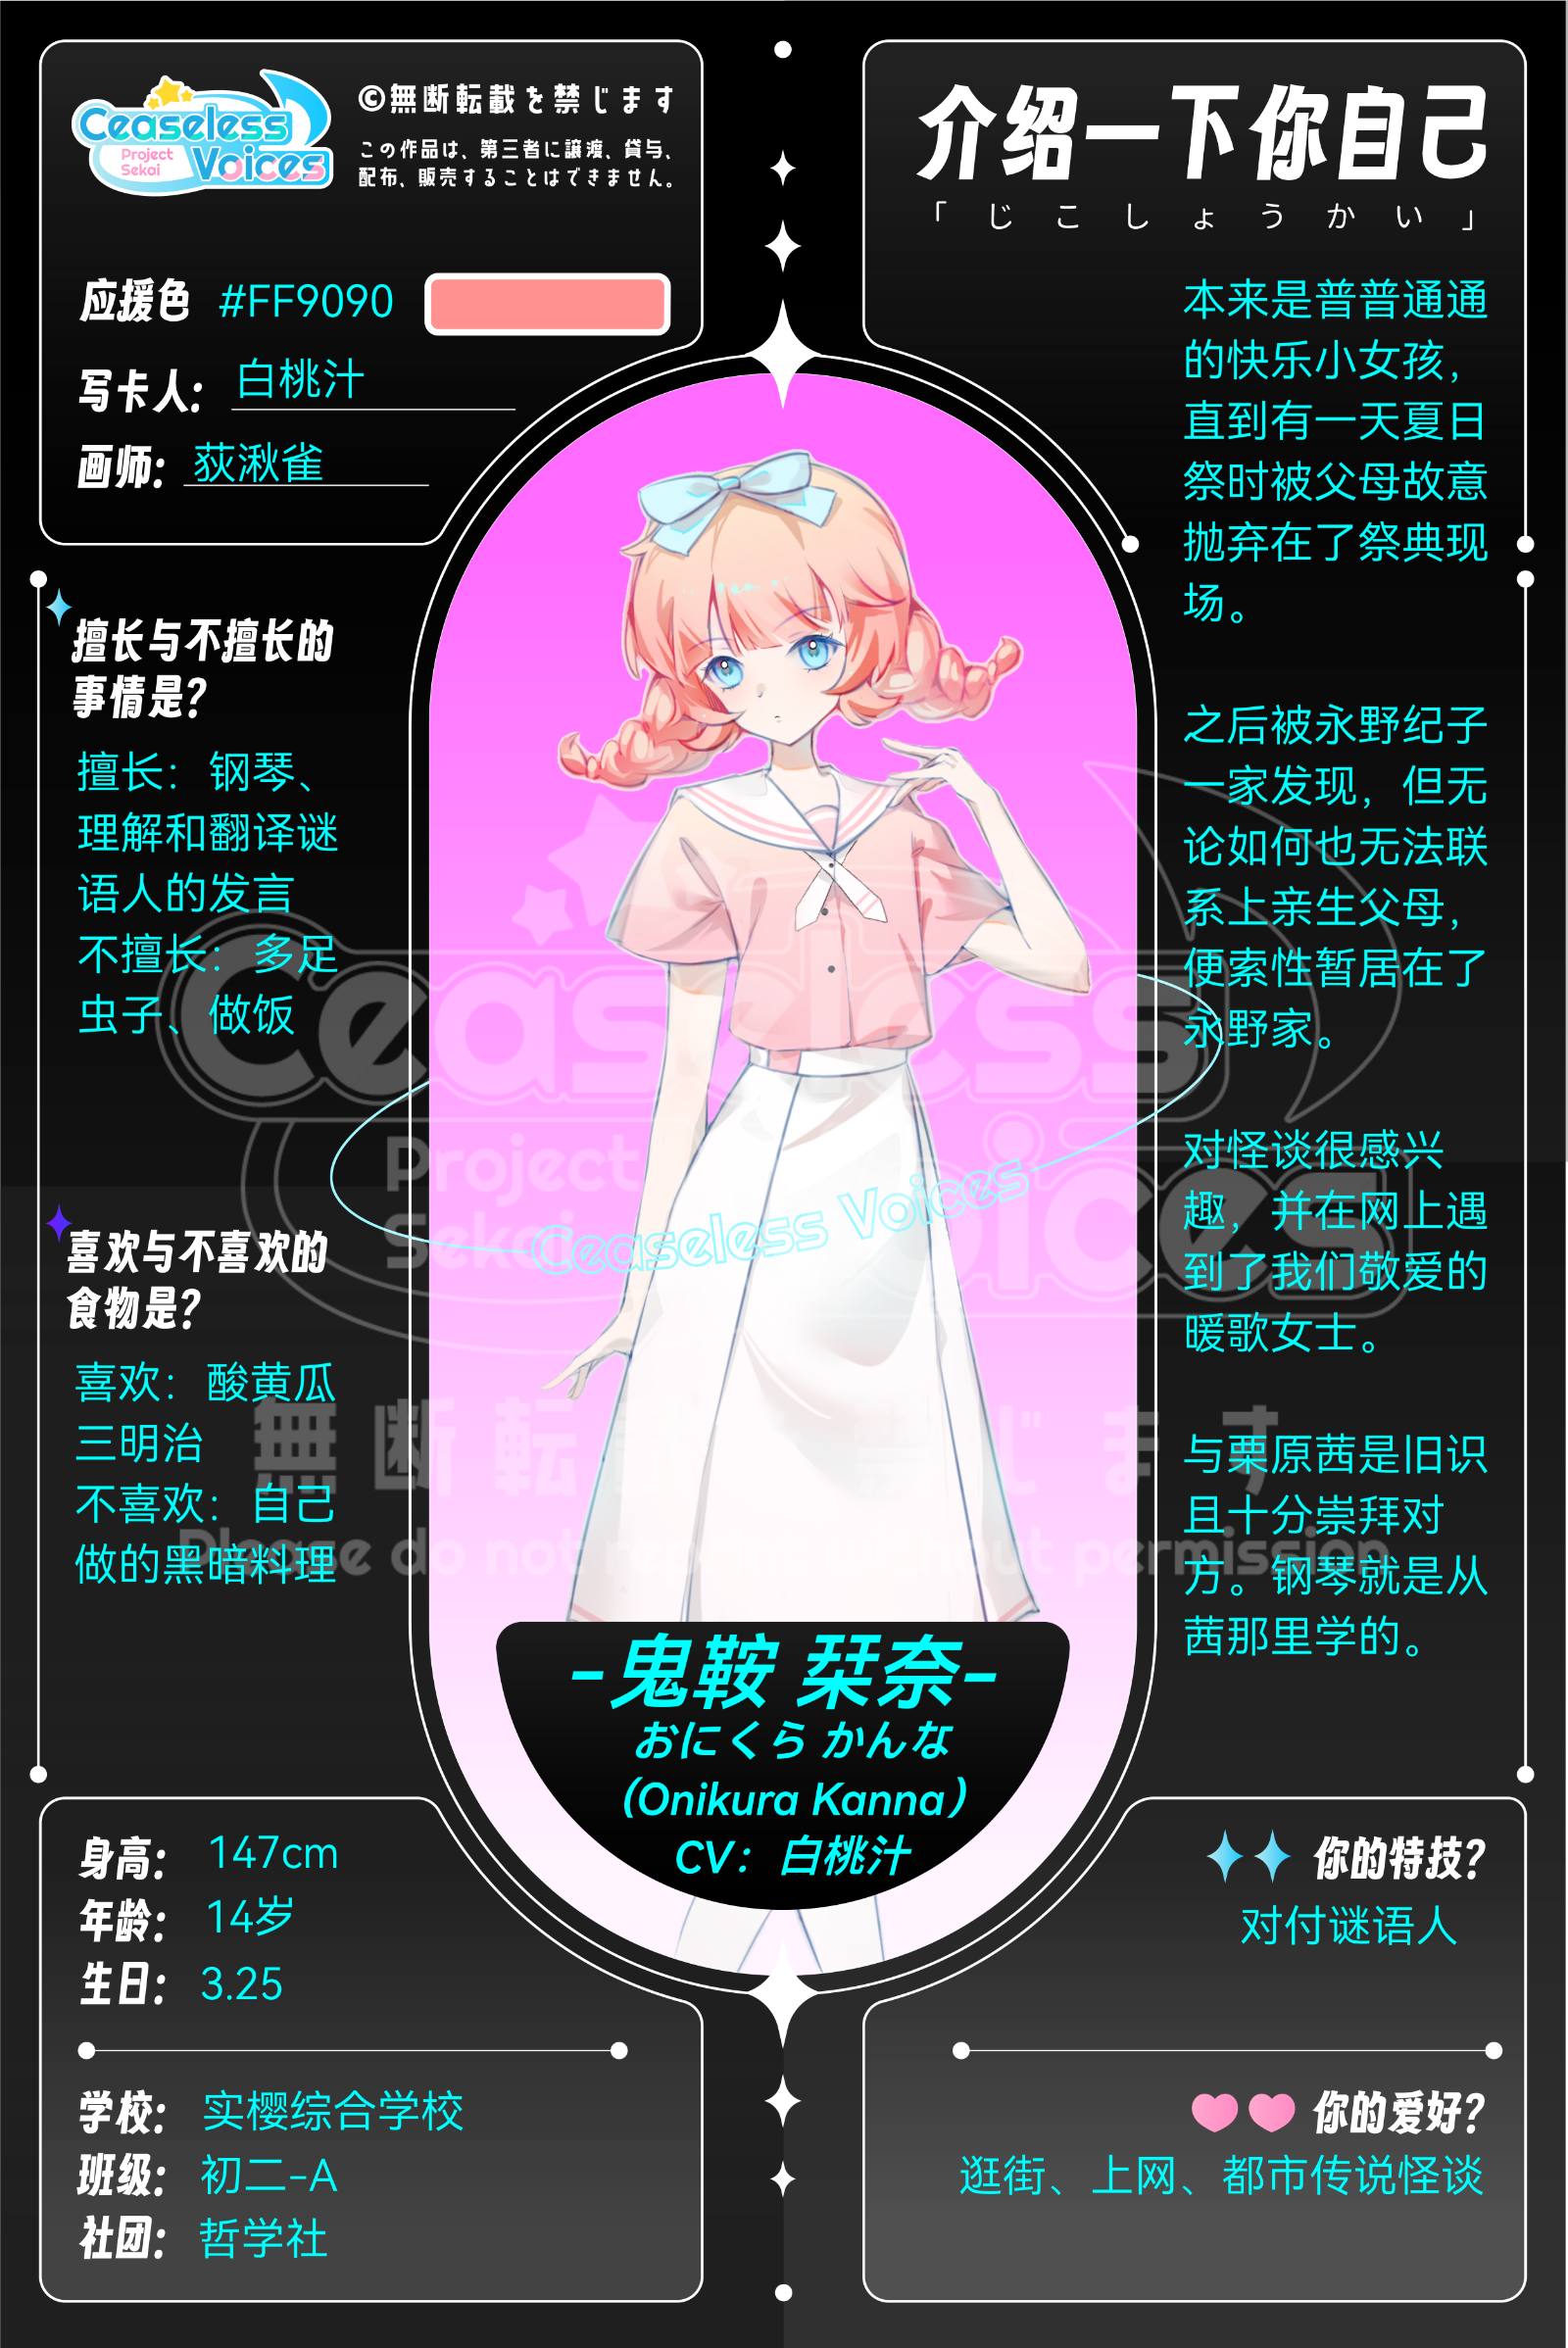 Ceaseless
Project
Sekai
Voices
©無断転載を禁じます
この作品は、第三者に譲渡、貸与、
配布、販売することはできません。
应援色 #FF9090
写卡人: 白桃汁
画师: 荻湫雀
介绍一下你自己
「じこしょうかい」
本来是普普通通
的快乐小女孩，
直到有一天夏日
祭时被父母故意
抛弃在了祭典现
场。
之后被永野纪子
一家发现，但无
论如何也无法联
系上亲生父母，
便索性暂居在了
永野家。
对怪谈很感兴
趣，并在网上遇
到了我们敬爱的
暖歌女士。
与栗原茜是旧识
且十分崇拜对
方。钢琴就是从
茜那里学的。
擅长与不擅长的
事情是？
擅长：钢琴、
理解和翻译谜
语人的发言
不擅长：多足
虫子、做饭
喜欢与不喜欢的
食物是？
喜欢：酸黄瓜
三明治
不喜欢：自己
做的黑暗料理
Ceaseless
Project
Sekai
Voices
Ceaseless Voices
無断転 じます
Please do not permission
-鬼鞍 栞奈-
おにくら かんな
（Onikura Kanna）
CV：白桃汁
身高: 147cm
年龄: 14岁
生日: 3.25
学校: 实樱综合学校
班级: 初二-A
社团: 哲学社
你的特技？
对付谜语人
你的爱好？
逛街、上网、都市传说怪谈